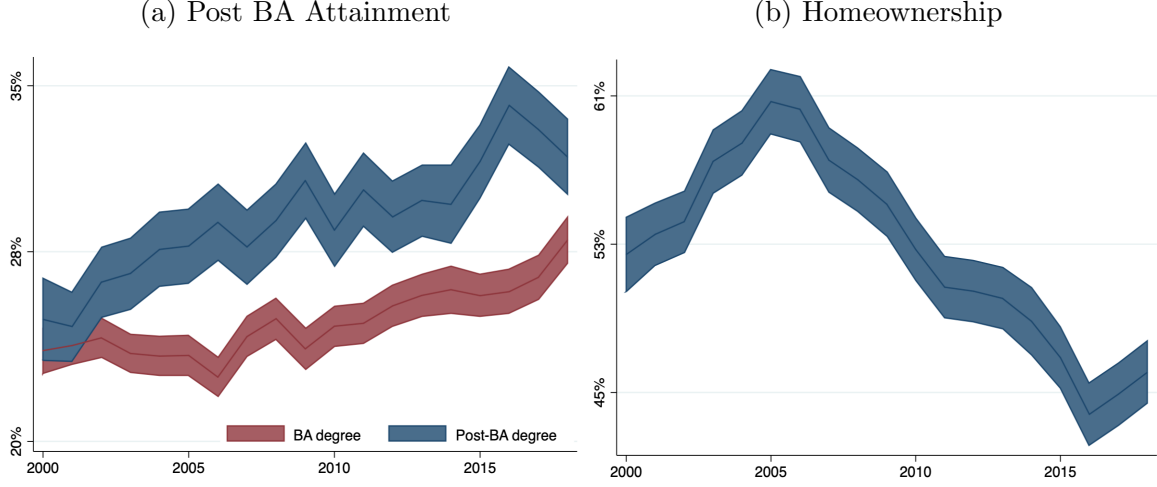 (a) Post BA Attainment
35%
28%
20%
BA degree
Post-BA degree
2000 2005 2010 2015
(b) Homeownership
61%
53%
45%
2000 2005 2010 2015